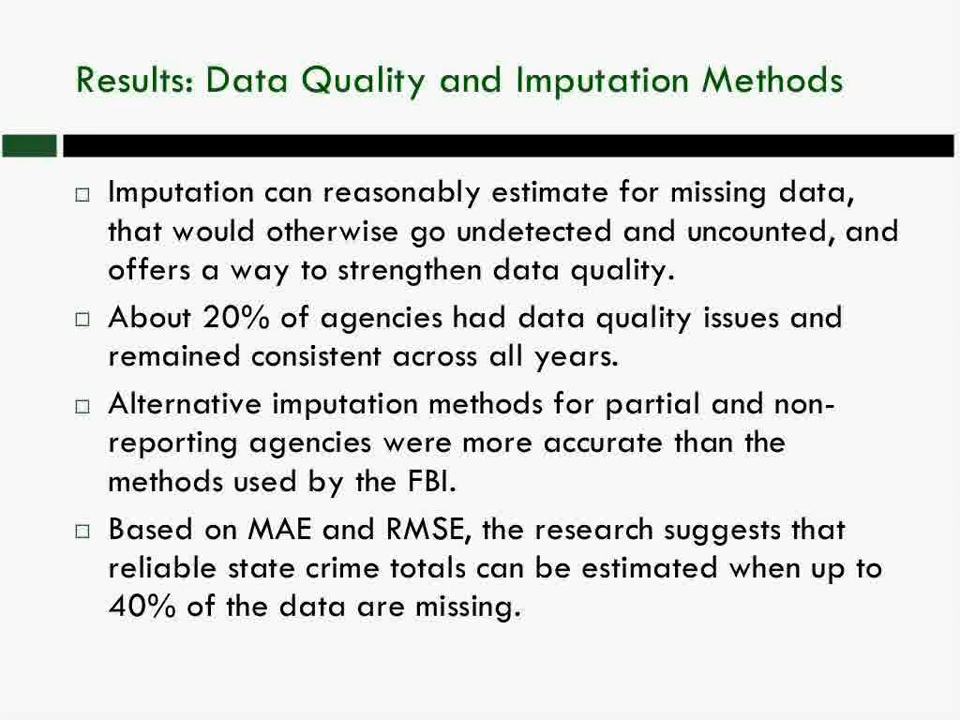 Results: Data Quality and Imputation Methods
Imputation can reasonably estimate for missing data,
that would otherwise go undetected and uncounted, and
offers a way to strengthen data quality.
About 20% of agencies had data quality issues and
remained consistent across all years.
Alternative imputation methods for partial and non-
reporting agencies were more accurate than the
methods used by the FBI.
Based on MAE and RMSE, the research suggests that
reliable state crime totals can be estimated when up to
40% of the data are missing.